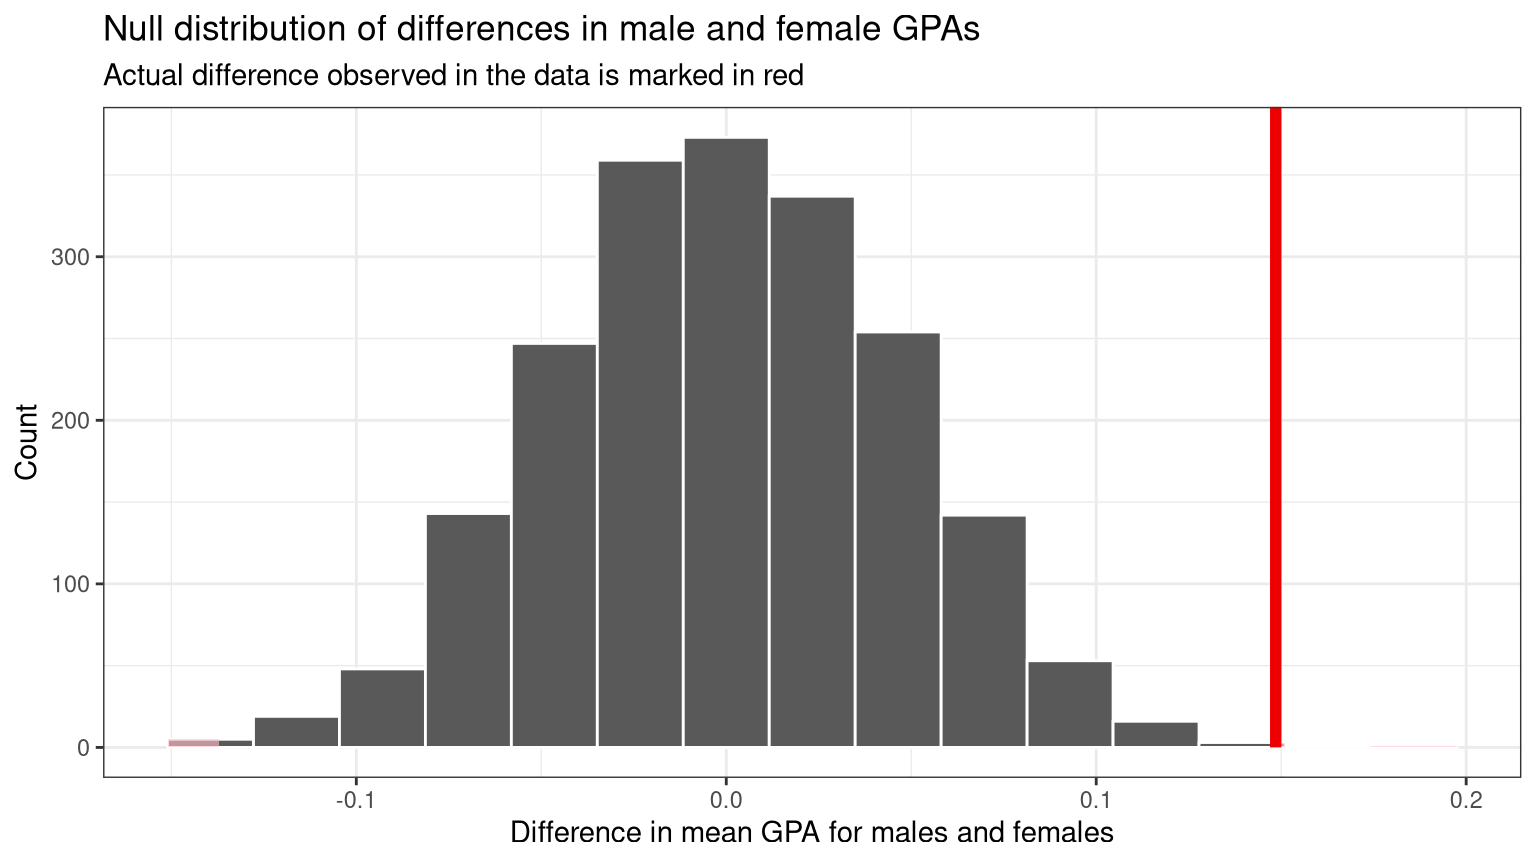 Null distribution of differences in male and female GPAs
Actual difference observed in the data is marked in red
Count
300
200
100
0
-0.1
0.0
0.1
0.2
Difference in mean GPA for males and females